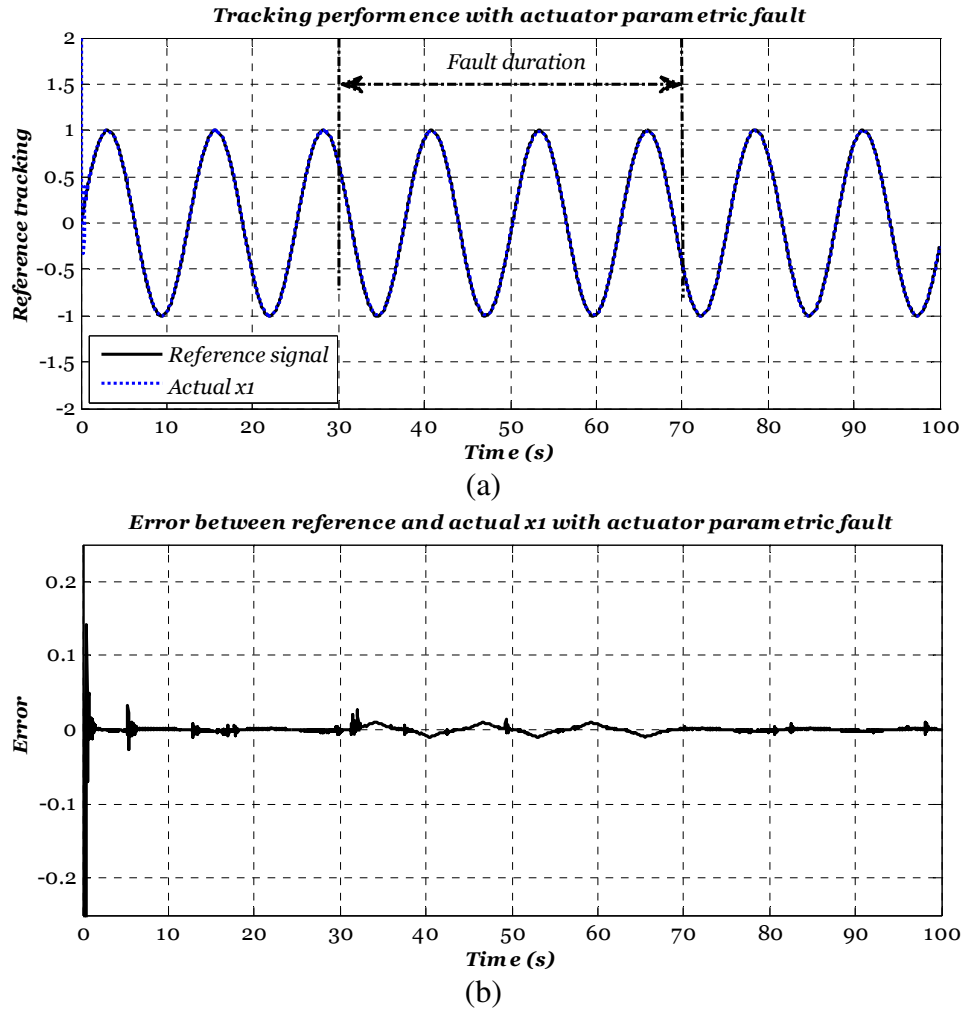 Tracking performence with actuator parametric fault
2
1.5
1
0.5
0
-0.5
-1
-1.5
-2
Reference tracking
Fault duration
Reference signal
Actual x1
0 10 20 30 40 50 60 70 80 90 100
Time (s)
(a)
Error between reference and actual x1 with actuator parametric fault
0.2
0.1
0
-0.1
-0.2
Error
0 10 20 30 40 50 60 70 80 90 100
Time (s)
(b)